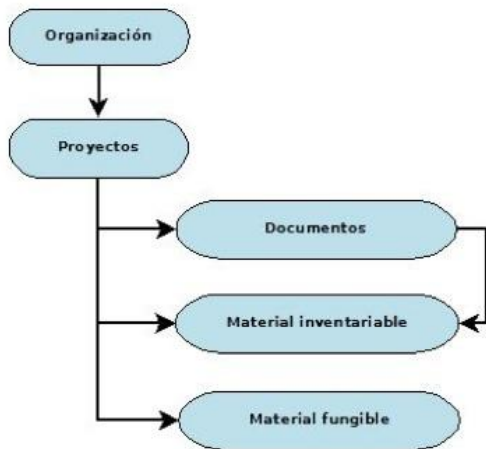 Organización
Proyectos
Documentos
Material inventariable
Material fungible